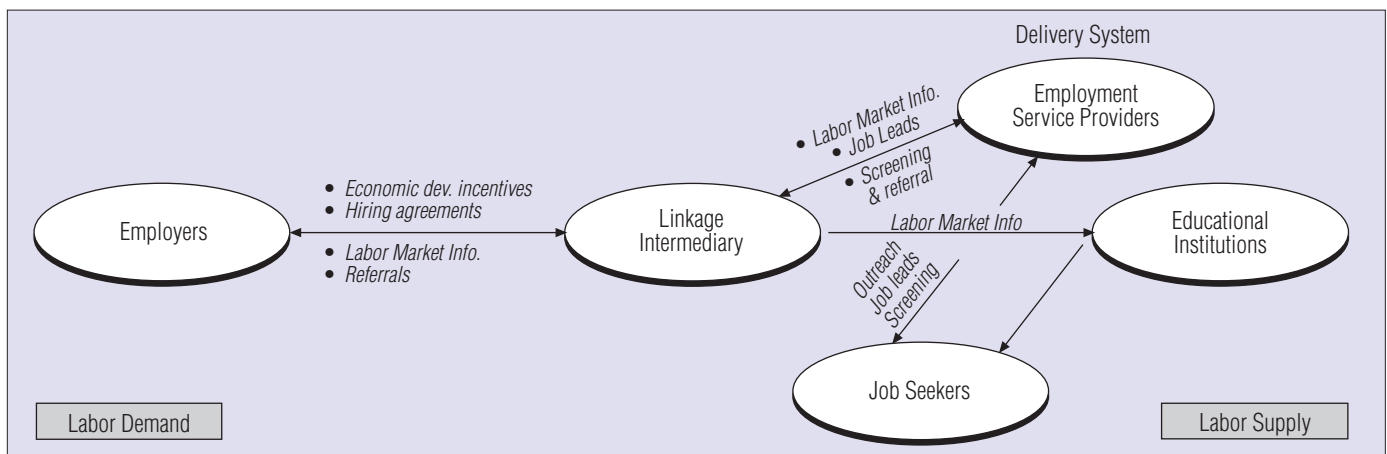 Delivery System
Employment
Service Providers
• Labor Market Info.
• Job Leads
• Screening
& referral
• Economic dev. incentives
• Hiring agreements
Employers
Linkage
Intermediary
Labor Market Info
Educational
Institutions
• Labor Market Info.
• Referrals
Outreach
Job leads
Screening
Job Seekers
Labor Demand
Labor Supply